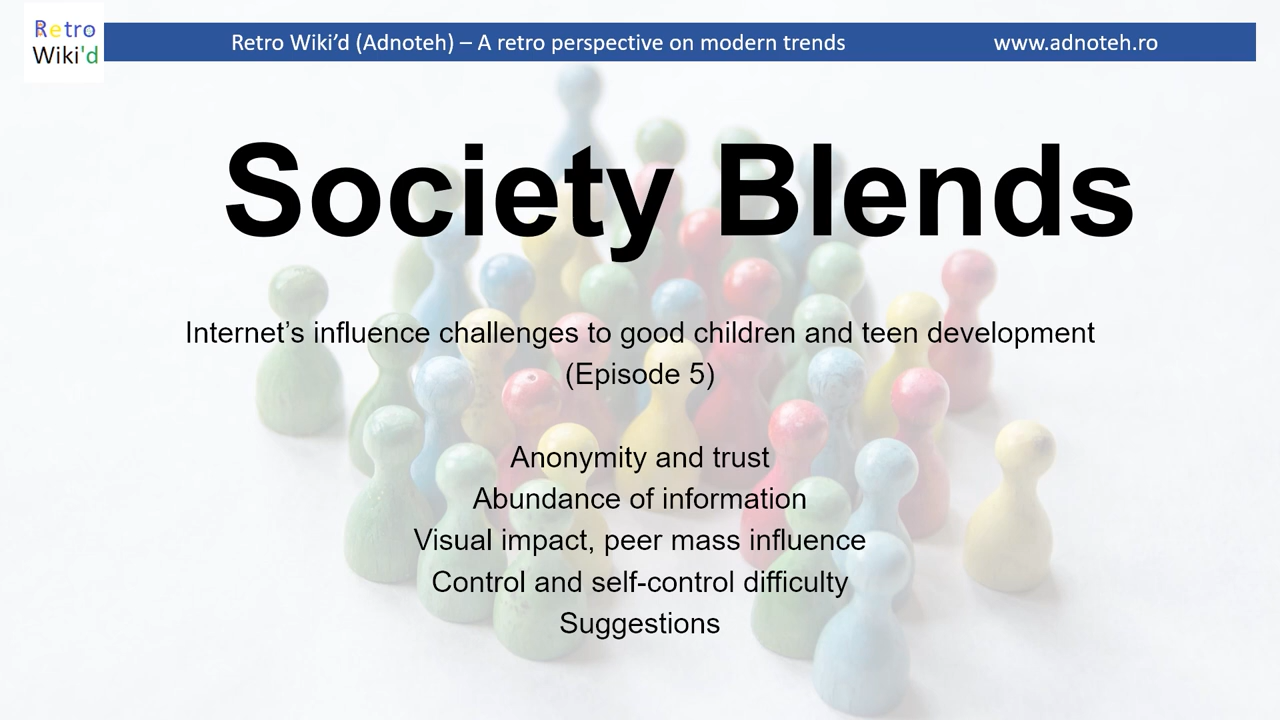 Retro
Wiki'd
Retro Wiki’d (Adnoteh) – A retro perspective on modern trends
www.adnoteh.ro
Society Blends
Internet’s influence challenges to good children and teen development
(Episode 5)
Anonymity and trust
Abundance of information
Visual impact, peer mass influence
Control and self-control difficulty
Suggestions